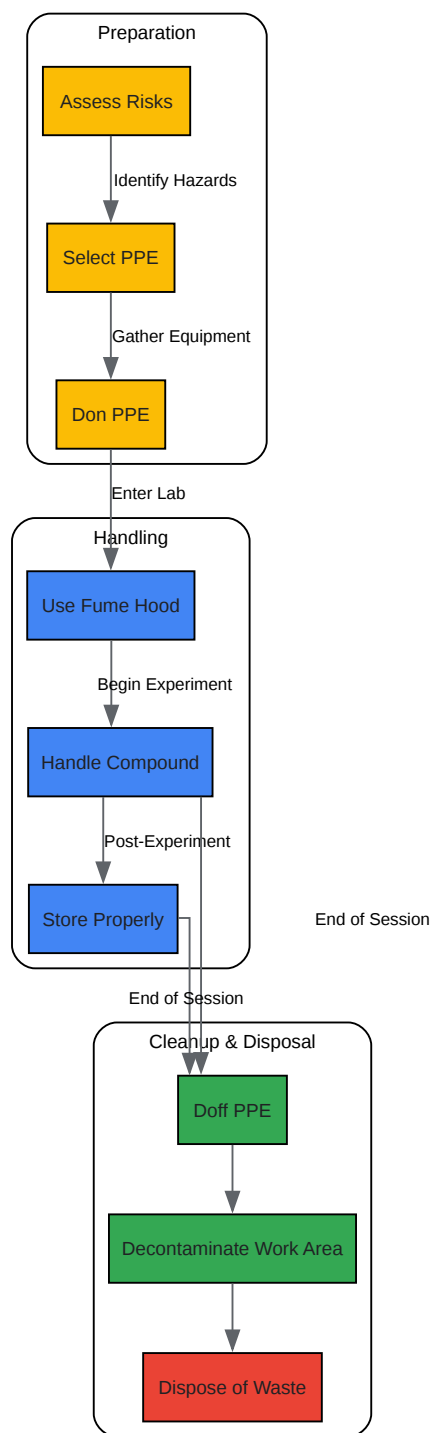 Preparation
Assess Risks
Identify Hazards
Select PPE
Gather Equipment
Don PPE
Enter Lab
Handling
Use Fume Hood
Begin Experiment
Handle Compound
Post-Experiment
Store Properly
End of Session
End of Session
Cleanup & Disposal
Doff PPE
Decontaminate Work Area
Dispose of Waste